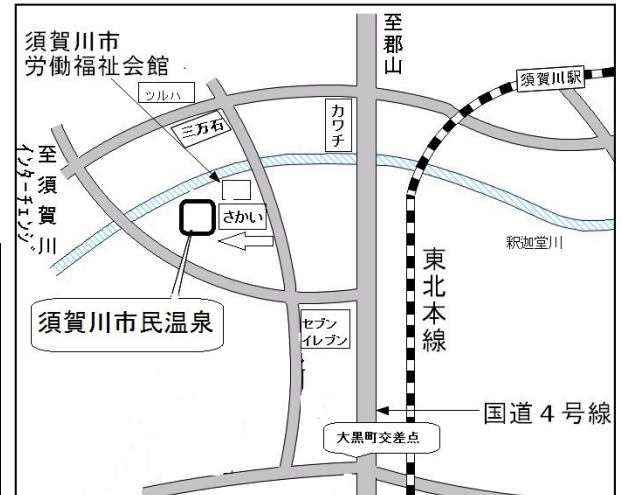 須賀川市
労働福祉会館
ツルハ
三万石
カワチ
至郡山
須賀川駅
至須賀川
インターチェンジ
さかい
釈迦堂川
須賀川市民温泉
セブン
イレブン
東北本線
国道4号線
大黒町交差点